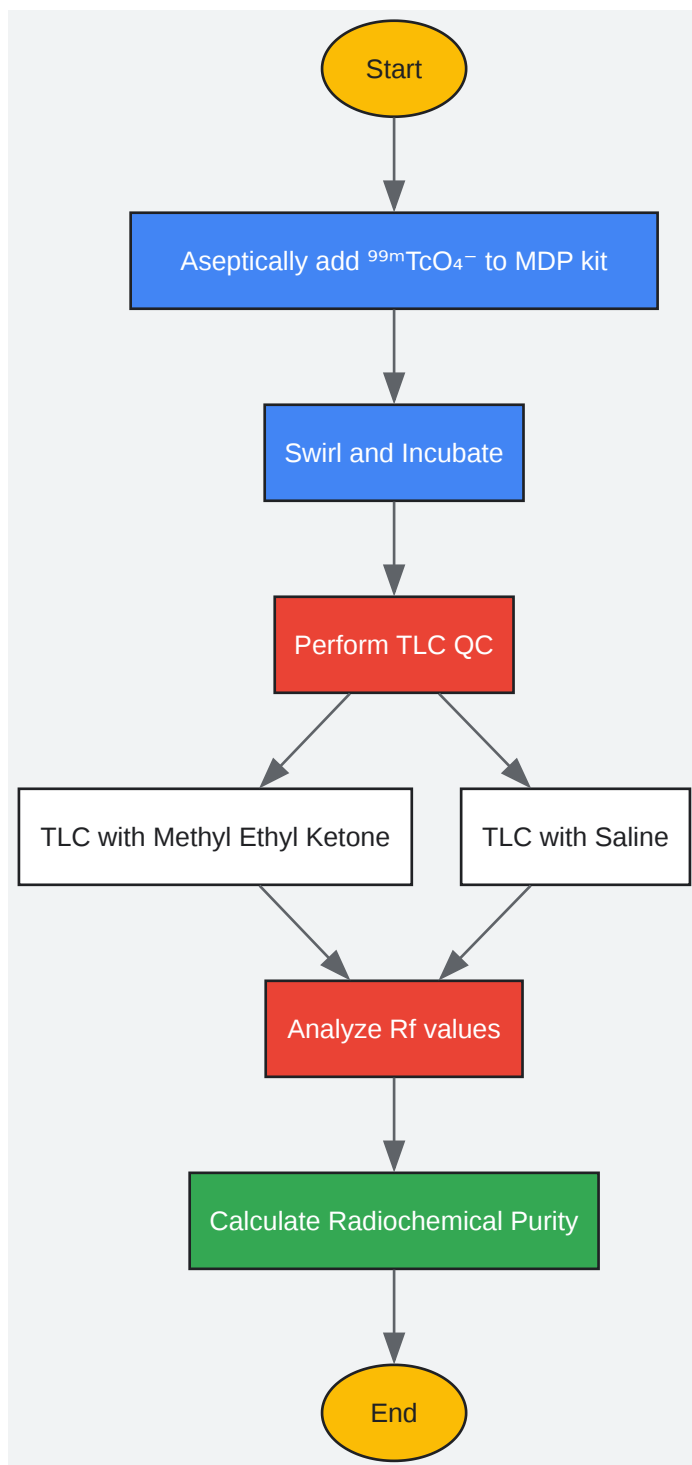 Start
Aseptically add ⁹⁹ᵐTcO₄⁻ to MDP kit
Swirl and Incubate
Perform TLC QC
TLC with Methyl Ethyl Ketone
TLC with Saline
Analyze Rf values
Calculate Radiochemical Purity
End